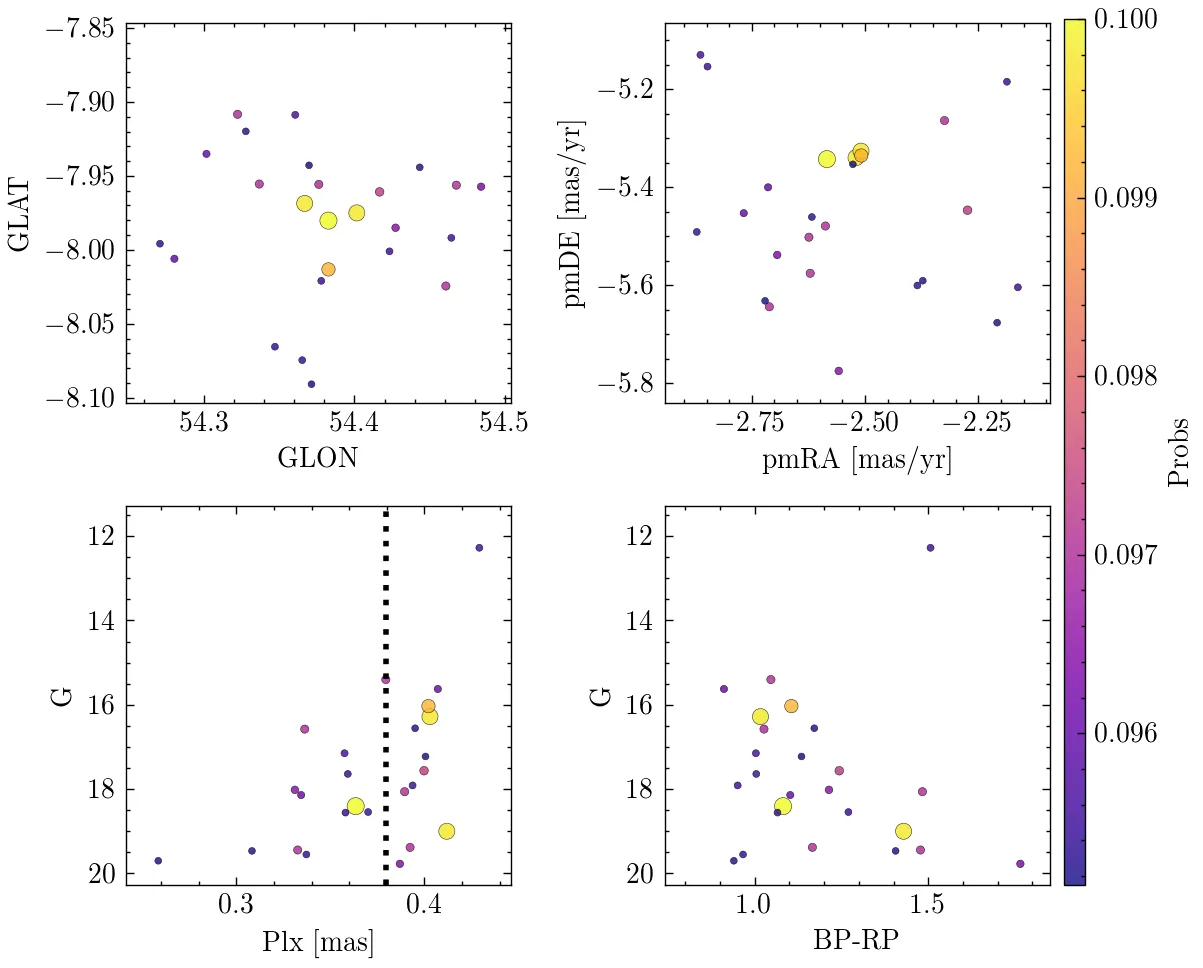 −7.85
−7.90
−7.95
−8.00
−8.05
−8.10
GLAT
54.3 54.4 54.5
GLON
−5.2
−5.4
−5.6
−5.8
pmDE [mas/yr]
−2.75 −2.50 −2.25
pmRA [mas/yr]
0.100
0.099
0.098
0.097
0.096
Probs
12
14
16
18
20
G
0.3 0.4
Plx [mas]
12
14
16
18
20
G
1.0 1.5
BP-RP